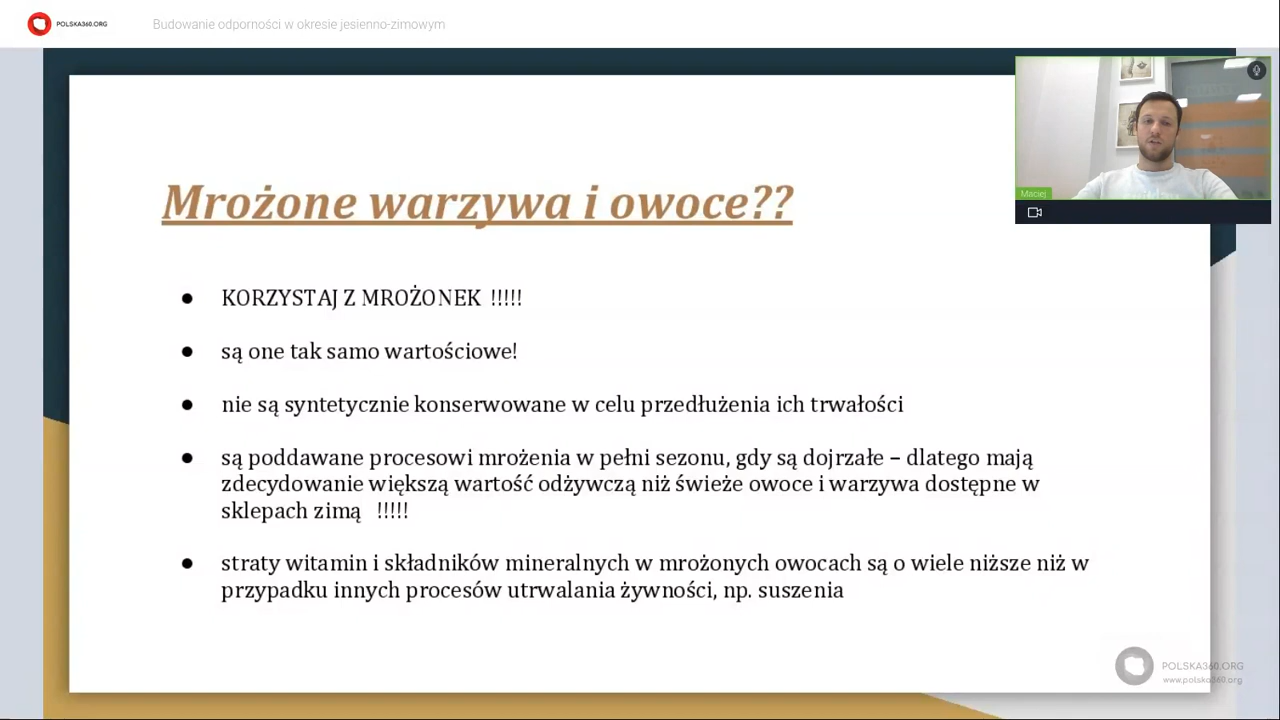 POLSKA360.ORG
Budowanie odporności w okresie jesienno-zimowym
Maciej
Mrożone warzywa i owoce??
● KORZYSTAJ Z MROŻONEK !!!!!
● są one tak samo wartościowe!
● nie są syntetycznie konserwowane w celu przedłużenia ich trwałości
● są poddawane procesowi mrożenia w pełni sezonu, gdy są dojrzałe – dlatego mają
zdecydowanie większą wartość odżywczą niż świeże owoce i warzywa dostępne w
sklepach zimą !!!!!
● straty witamin i składników mineralnych w mrożonych owocach są o wiele niższe niż w
przypadku innych procesów utrwalania żywności, np. suszenia
POLSKA360.ORG
www.polska360.org